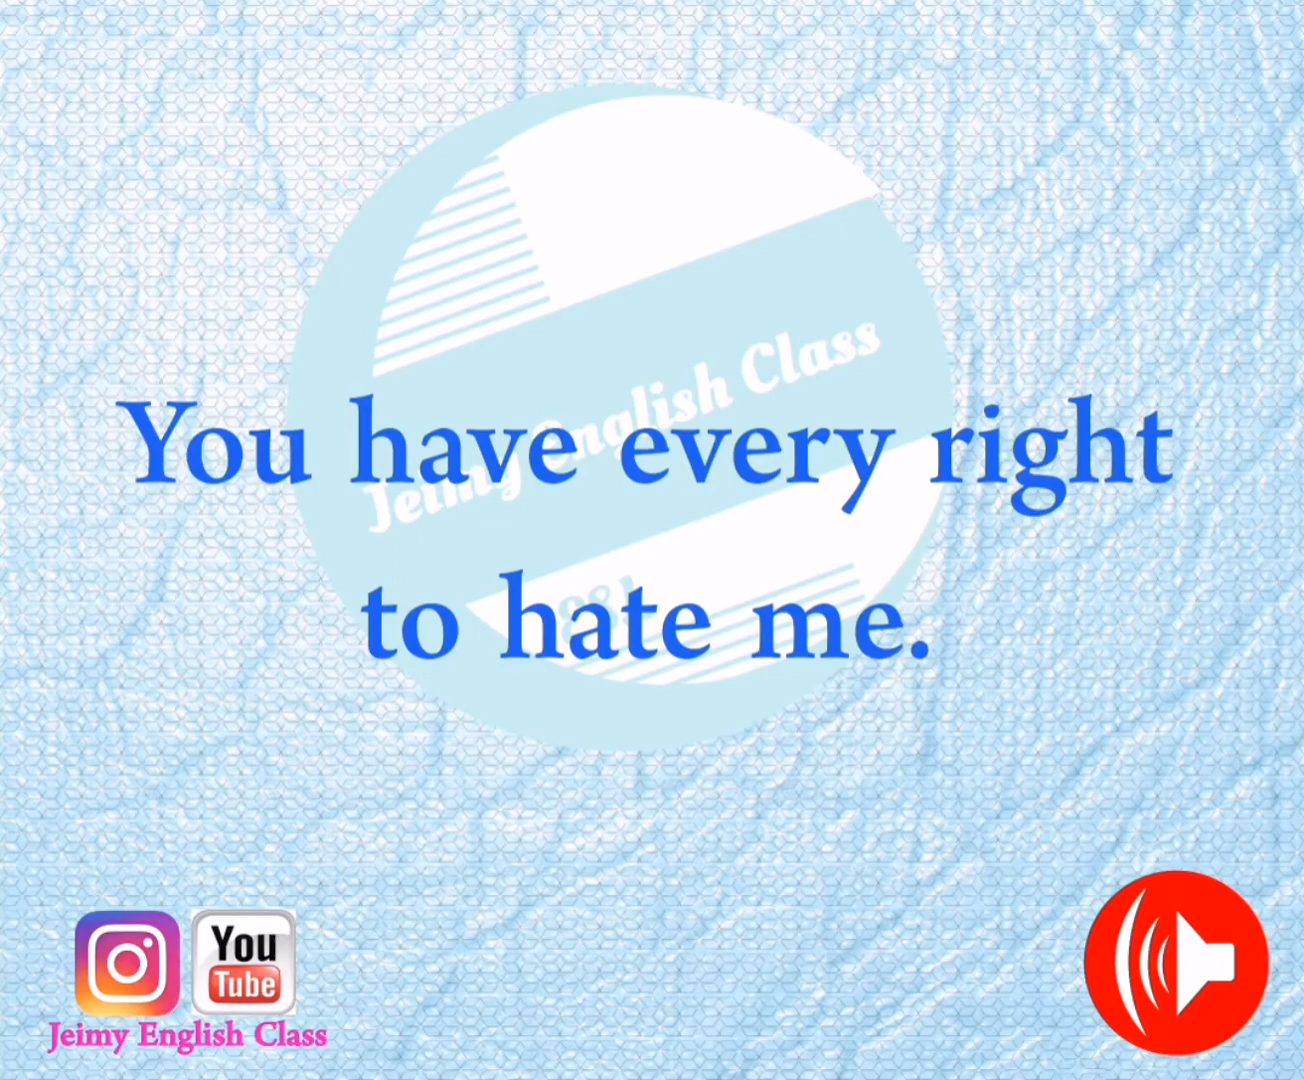 Jeimy English Class
You have every right
to hate me.
You
Tube
Jeimy English Class